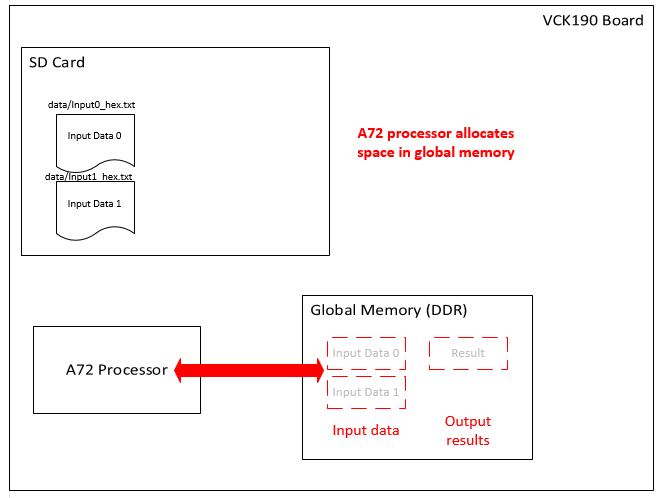 VCK190 Board
SD Card
data/Input0_hex.txt
Input Data 0
data/Input1_hex.txt
Input Data 1
A72 processor allocates
space in global memory
A72 Processor
Global Memory (DDR)
Input Data 0
Result
Input Data 1
Input data
Output
results